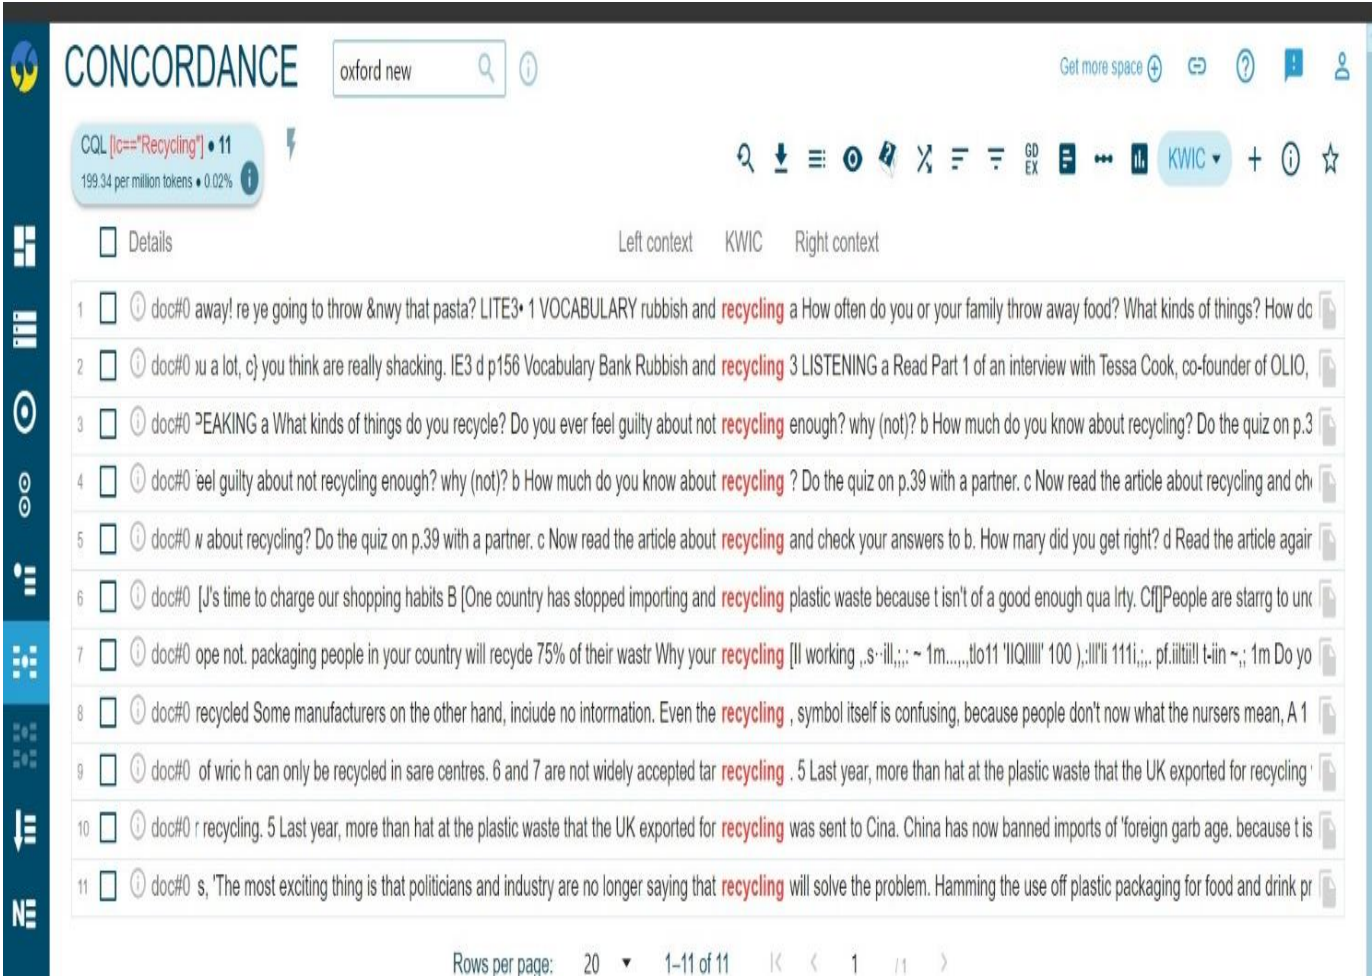 CONCORDANCE
oxford new
Get more space
CQL [lc=="Recycling"] • 11
199.34 per million tokens • 0.02%
GD
EX
KWIC
Details Left context KWIC Right context
1 doc#0 away! re ye going to throw &nwy that pasta? LITE3• 1 VOCABULARY rubbish and recycling a How often do you or your family throw away food? What kinds of things? How do
2 doc#0 ou a lot, c} you think are really shacking. IE3 d p156 Vocabulary Bank Rubbish and recycling 3 LISTENING a Read Part 1 of an interview with Tessa Cook, co-founder of OLIO,
3 doc#0 PEAKING a What kinds of things do you recycle? Do you ever feel guilty about not recycling enough? why (not)? b How much do you know about recycling? Do the quiz on p.3
4 doc#0 feel guilty about not recycling enough? why (not)? b How much do you know about recycling ? Do the quiz on p.39 with a partner. c Now read the article about recycling and ch
5 doc#0 w about recycling? Do the quiz on p.39 with a partner. c Now read the article about recycling and check your answers to b. How rnary did you get right? d Read the article again
6 doc#0 [J's time to charge our shopping habits B [One country has stopped importing and recycling plastic waste because t isn't of a good enough qua lrty. Cf[]People are starrg to und
7 doc#0 ope not. packaging people in your country will recyde 75% of their wastr Why your recycling [II working Do yo
8 doc#0 recycled Some manufacturers on the other hand, inciude no intorrnation. Even the recycling , symbol itself is confusing, because people don't now what the nursers mean, A 1
9 doc#0 of wric h can only be recycled in sare centres. 6 and 7 are not widely accepted tar recycling . 5 Last year, more than hat at the plastic waste that the UK exported for recycling
10 doc#0 r recycling. 5 Last year, more than hat at the plastic waste that the UK exported for recycling was sent to Cina. China has now banned imports of 'foreign garb age. because t is
11 doc#0 s, 'The most exciting thing is that politicians and industry are no longer saying that recycling will solve the problem. Hamming the use off plastic packaging for food and drink pr
Rows per page: 20 1–11 of 11 1 /1